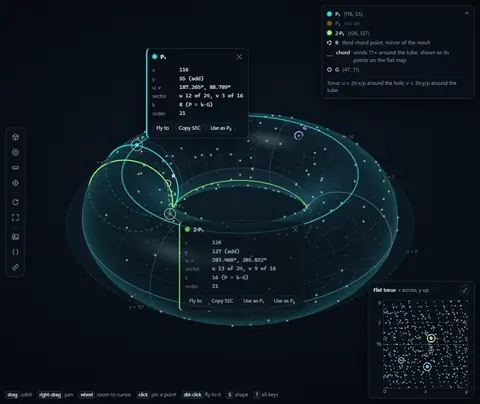 P₁
x 116
y 55 (odd)
u, v 187.265°, 88.789°
sector u 12 of 24, v 3 of 16
k 8 (P = k·G)
order 21
Fly to Copy SEC Use as P₂
P₁ (116, 55)
P₂ not set
2·P₁ (126, 127)
R third chord point, mirror of the result
chord winds 71× around the tube, shown as its
points on the flat map
G (47, 71)
Torus: u = 2πx/p around the hole, v = 2πy/p around the
tube
G
R
2·P₁
x 126
y 127 (odd)
sector u 13 of 24, v 9 of 16
k 16 (P = k·G)
order 21
Fly to Copy SEC Use as P₁ Use as P₂
Flat torus x across, y up
drag orbit right-drag pan wheel zoom to cursor click pin a point dbl-click fly to it S shape ? all keys